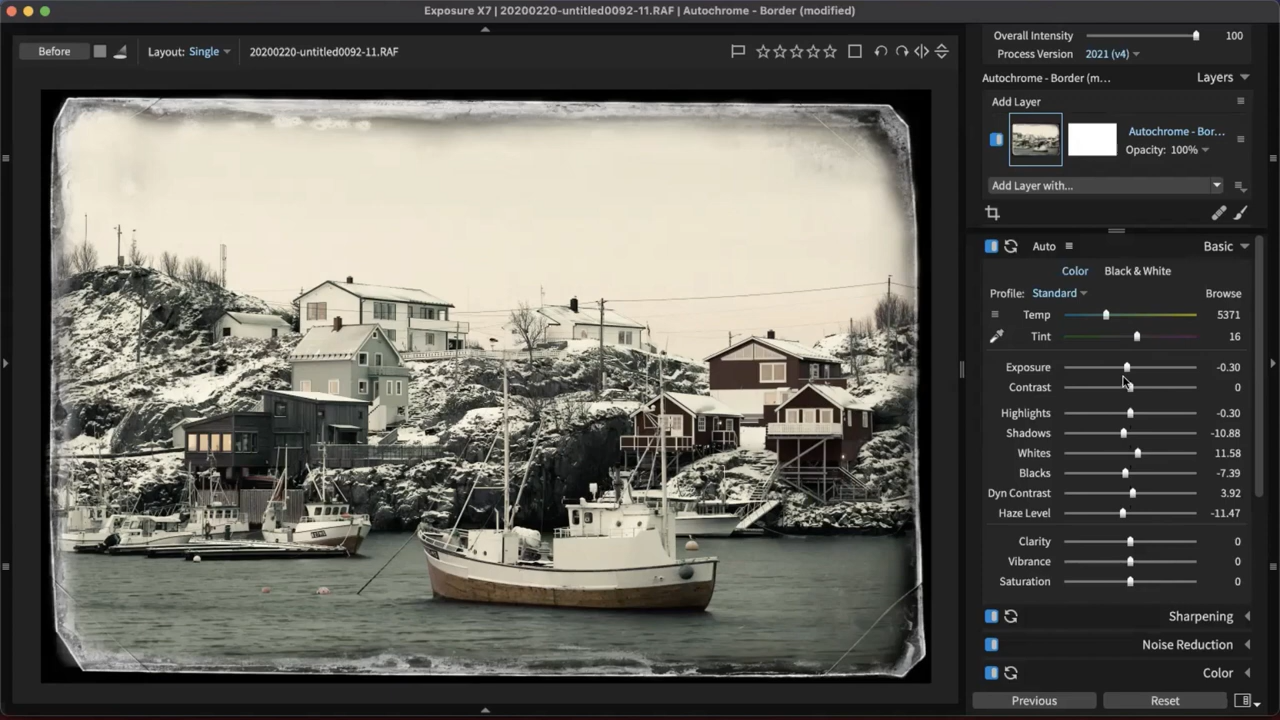 Exposure X7 | 20200220-untitled0092-11.RAF | Autochrome - Border (modified)
Before Layout: Single 20200220-untitled0092-11.RAF
Overall Intensity 100
Process Version 2021 (v4)
Autochrome - Border (m... Layers
Add Layer
Autochrome - Bor...
Opacity: 100%
Add Layer with...
Auto Basic
Color Black & White
Profile: Standard Browse
Temp 5371
Tint 16
Exposure -0.30
Contrast 0
Highlights -0.30
Shadows -10.88
Whites 11.58
Blacks -7.39
Dyn Contrast 3.92
Haze Level -11.47
Clarity 0
Vibrance 0
Saturation 0
Sharpening
Noise Reduction
Color
Previous Reset